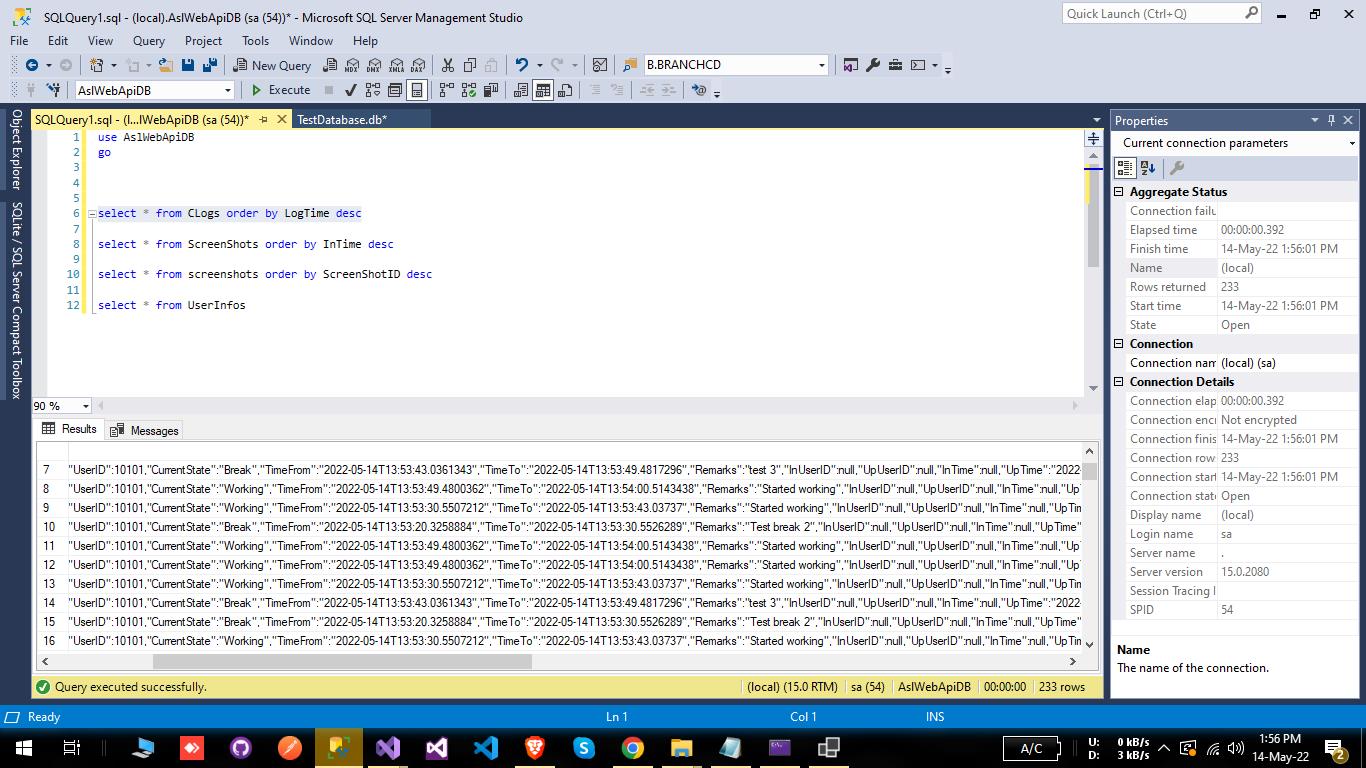 SQLQuery1.sql - (local).AslWebApiDB (sa (54))* - Microsoft SQL Server Management Studio
Quick Launch (Ctrl+Q)
File Edit View Query Project Tools Window Help
New Query MDX DMX XMLA DAX B.BRANCHCD
AslWebApiDB Execute
Object Explorer
SQLite / SQL Server Compact Toolbox
SQLQuery1.sql - (l...lWebApiDB (sa (54))* TestDatabase.db*
1 use AslWebApiDB
2 go
3
4
5
6 select * from CLogs order by LogTime desc
7
8 select * from ScreenShots order by InTime desc
9
10 select * from screenshots order by ScreenShotID desc
11
12 select * from UserInfos
90 %
Results Messages
7 "UserID":10101,"CurrentState":"Break","TimeFrom":"2022-05-14T13:53:43.0361343","TimeTo":"2022-05-14T13:53:49.4817296","Remarks":"test 3","InUserID":null,"UpUserID":null,"InTime":null,"UpTime":"2022-
8 "UserID":10101,"CurrentState":"Working","TimeFrom":"2022-05-14T13:53:49.4800362","TimeTo":"2022-05-14T13:54:00.5143438","Remarks":"Started working","InUserID":null,"UpUserID":null,"InTime":null,"UpT
9 "UserID":10101,"CurrentState":"Working","TimeFrom":"2022-05-14T13:53:30.5507212","TimeTo":"2022-05-14T13:53:43.03737","Remarks":"Started working","InUserID":null,"UpUserID":null,"InTime":null,"UpTim
10 "UserID":10101,"CurrentState":"Break","TimeFrom":"2022-05-14T13:53:20.3258884","TimeTo":"2022-05-14T13:53:30.5526289","Remarks":"Test break 2","InUserID":null,"UpUserID":null,"InTime":null,"UpTime"
11 "UserID":10101,"CurrentState":"Working","TimeFrom":"2022-05-14T13:53:49.4800362","TimeTo":"2022-05-14T13:54:00.5143438","Remarks":"Started working","InUserID":null,"UpUserID":null,"InTime":null,"UpT
12 "UserID":10101,"CurrentState":"Working","TimeFrom":"2022-05-14T13:53:49.4800362","TimeTo":"2022-05-14T13:54:00.5143438","Remarks":"Started working","InUserID":null,"UpUserID":null,"InTime":null,"UpT
13 "UserID":10101,"CurrentState":"Working","TimeFrom":"2022-05-14T13:53:30.5507212","TimeTo":"2022-05-14T13:53:43.03737","Remarks":"Started working","InUserID":null,"UpUserID":null,"InTime":null,"UpTim
14 "UserID":10101,"CurrentState":"Break","TimeFrom":"2022-05-14T13:53:43.0361343","TimeTo":"2022-05-14T13:53:49.4817296","Remarks":"test 3","InUserID":null,"UpUserID":null,"InTime":null,"UpTime":"2022-
15 "UserID":10101,"CurrentState":"Break","TimeFrom":"2022-05-14T13:53:20.3258884","TimeTo":"2022-05-14T13:53:30.5526289","Remarks":"Test break 2","InUserID":null,"UpUserID":null,"InTime":null,"UpTime"
16 "UserID":10101,"CurrentState":"Working","TimeFrom":"2022-05-14T13:53:30.5507212","TimeTo":"2022-05-14T13:53:43.03737","Remarks":"Started working","InUserID":null,"UpUserID":null,"InTime":null,"UpTim
Query executed successfully. (local) (15.0 RTM) sa (54) AslWebApiDB 00:00:00 233 rows
Properties
Current connection parameters
Aggregate Status
Connection failu
Elapsed time 00:00:00.392
Finish time 14-May-22 1:56:01 PM
Name (local)
Rows returned 233
Start time 14-May-22 1:56:01 PM
State Open
Connection
Connection nam (local) (sa)
Connection Details
Connection elap 00:00:00.392
Connection encr Not encrypted
Connection finis 14-May-22 1:56:01 PM
Connection row 233
Connection start 14-May-22 1:56:01 PM
Connection state Open
Display name (local)
Login name sa
Server name .
Server version 15.0.2080
Session Tracing I
SPID 54
Name
The name of the connection.
Ready Ln 1 Col 1 INS
A/C
U: 0 kB/s
D: 3 kB/s
1:56 PM
14-May-22
2